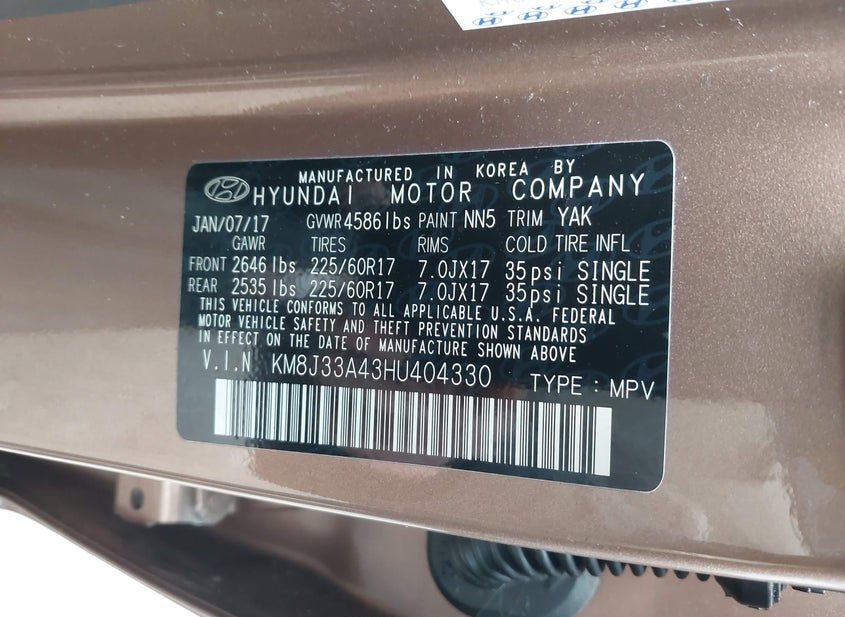 MANUFACTURED IN KOREA BY
HYUNDAI MOTOR COMPANY
JAN/07/17 GVWR 4586 lbs PAINT NN5 TRIM YAK
GAWR TIRES RIMS COLD TIRE INFL
FRONT 2646 lbs 225/60R17 7.0JX17 35psi SINGLE
REAR 2535 lbs 225/60R17 7.0JX17 35psi SINGLE
THIS VEHICLE CONFORMS TO ALL APPLICABLE U.S.A. FEDERAL
MOTOR VEHICLE SAFETY AND THEFT PREVENTION STANDARDS
IN EFFECT ON THE DATE OF MANUFACTURE SHOWN ABOVE
V.I.N KM8J33A43HU404330 TYPE : MPV